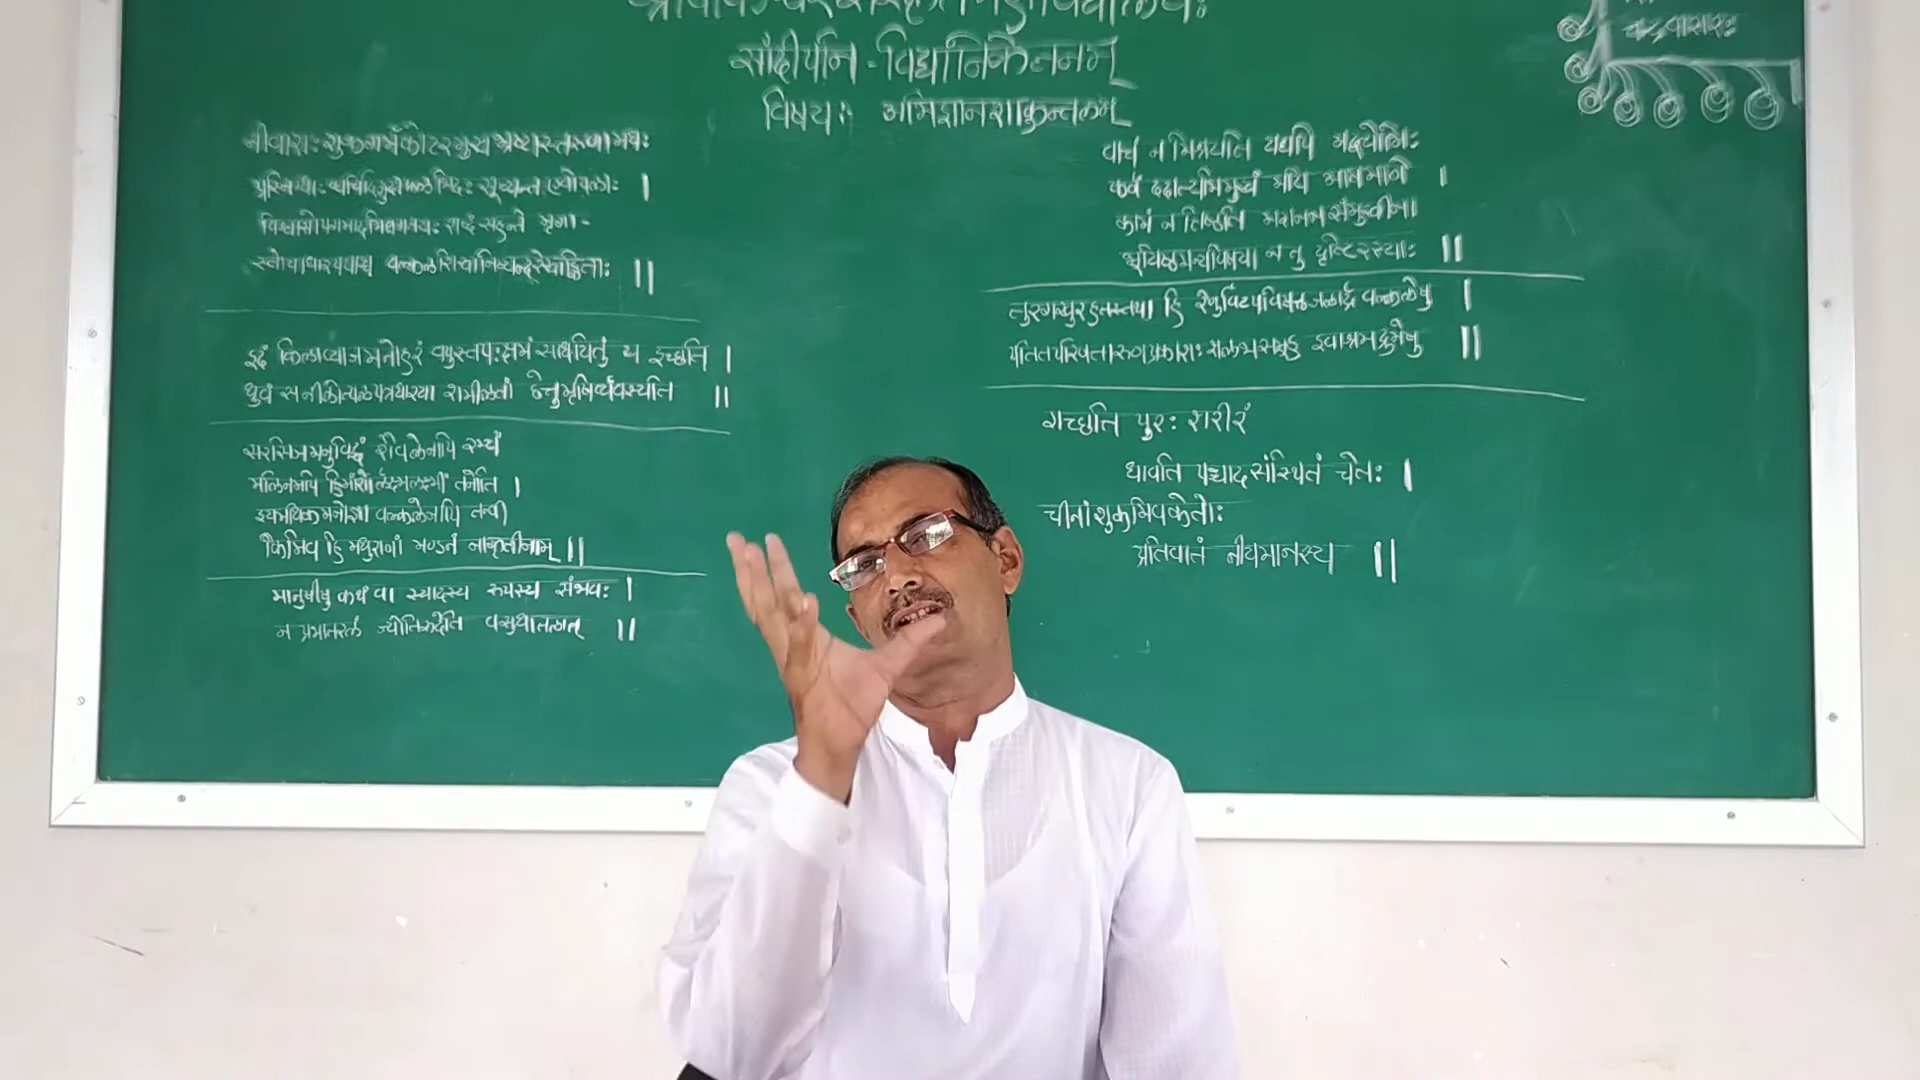 सांदीपनि - विद्यानिकेतनम्
विषयः अभिज्ञानशाकुन्तलम्
चन्द्रवासरः
नीवाराः शुकगर्भकोटरमुखभ्रष्टास्तरूणामधः
प्रस्निग्धाः क्वचिदिङ्गुदीफलभिदः सूच्यन्त एवोपलाः ।
विश्वासोपगमादभिन्नगतयः शब्दं सहन्ते मृगा -
स्तोयाधारपथाश्च वल्कलशिखानिष्यन्दरेखाङ्किताः ॥
इदं किलाव्याजमनोहरं वपुस्तपःक्षमं साधयितुं य इच्छति ।
ध्रुवं स नीलोत्पलपत्रधारया शमीलतां छेत्तुमृषिर्व्यवस्यति ॥
सरसिजमनुविद्धं शैवलेनापि रम्यं
मलिनमपि हिमांशोर्लक्ष्मलक्ष्मीं तनोति ।
इयमधिकमनोज्ञा वल्कलेनापि तन्वी
किमिव हि मधुराणां मण्डनं नाकृतीनाम् ॥
मानुषीषु कथं वा स्यादस्य रूपस्य संभवः ।
न प्रभातरलं ज्योतिरुदेति वसुधातलात् ॥
वाचं न मिश्रयति यद्यपि मद्वचोभिः
कर्णं ददात्यभिमुखं मयि भाषमाणे ।
कामं न तिष्ठति मदाननसंमुखीना
भूयिष्ठमन्यविषया न तु दृष्टिरस्याः ॥
तुरगखुरहतस्तथा हि रेणुर्विटपविषक्तजलार्द्रवल्कलेषु ।
पतति परिणतारुणप्रकाशः शलभसमूह इवाश्रमद्रुमेषु ॥
गच्छति पुरः शरीरं
धावति पश्चादसंस्थितं चेतः ।
चीनांशुकमिव केतोः
प्रतिवातं नीयमानस्य ॥